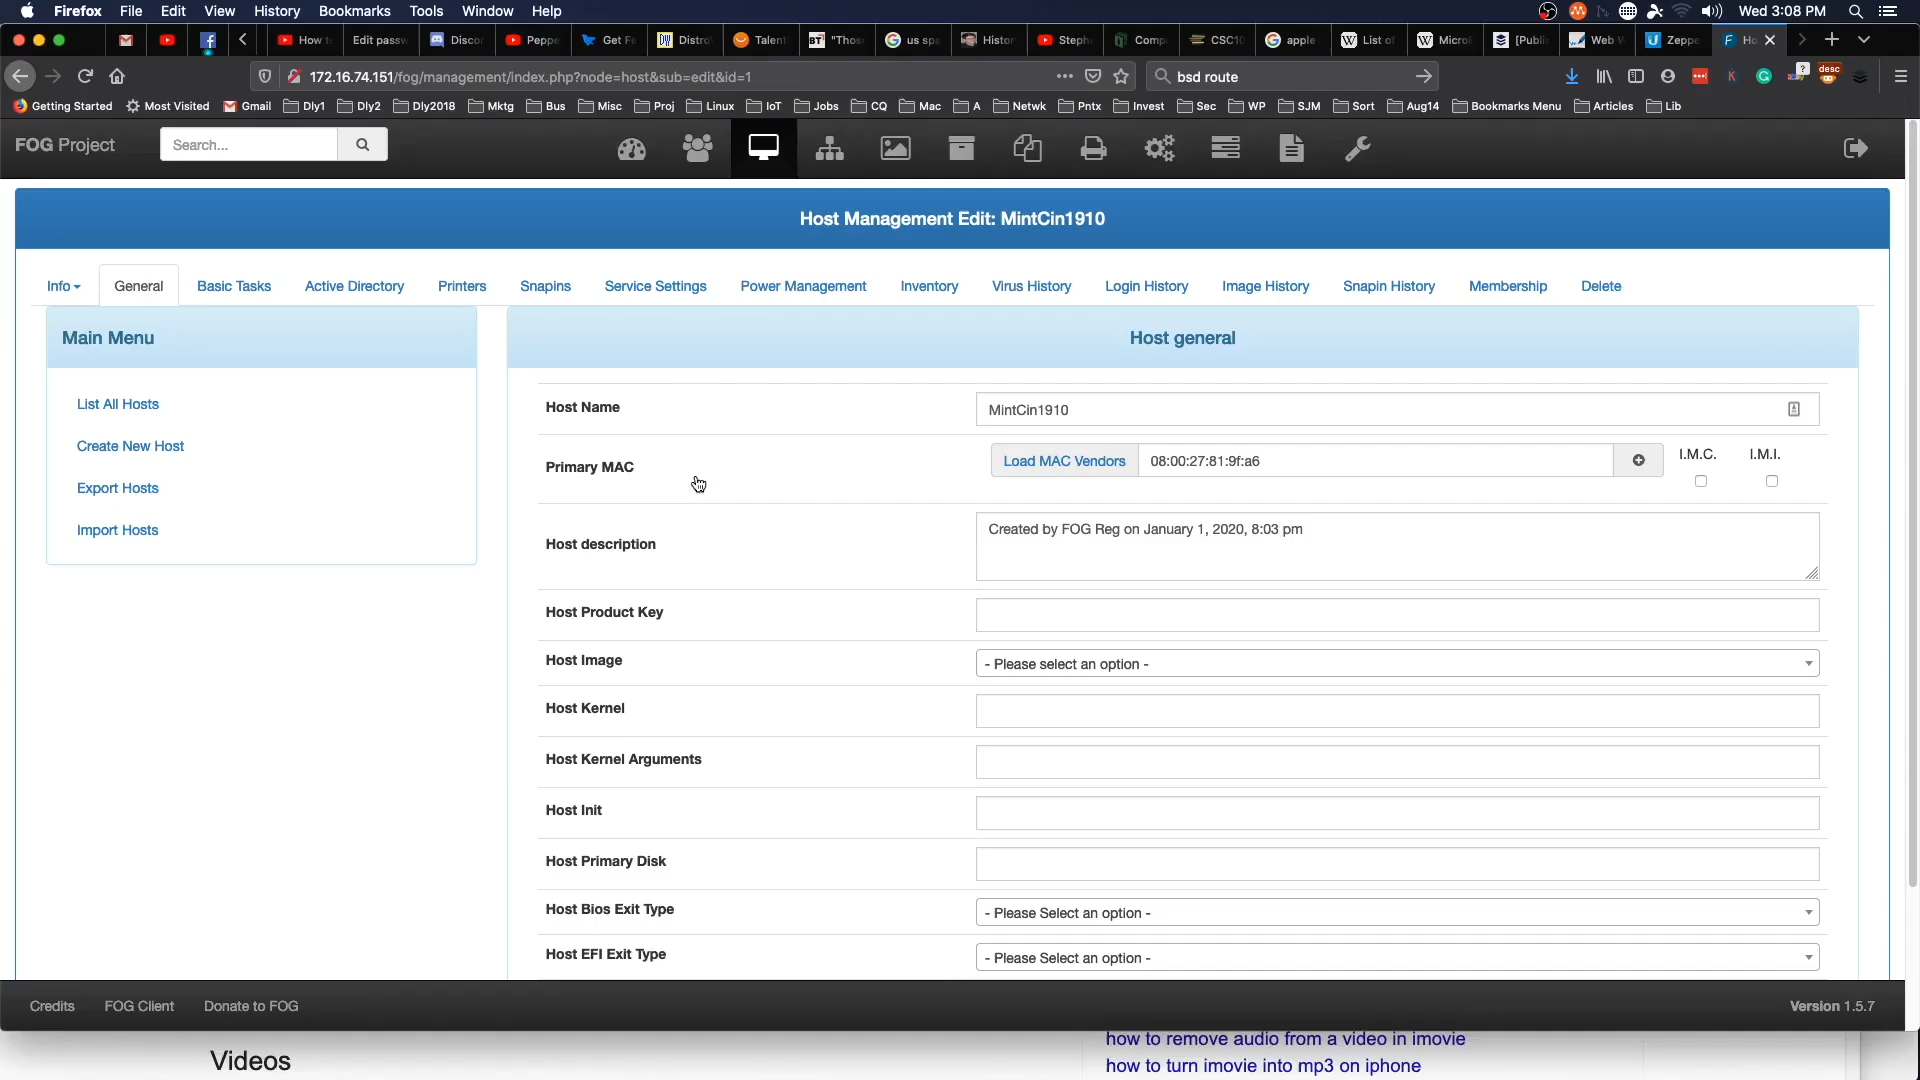 Firefox File Edit View History Bookmarks Tools Window Help Wed 3:08 PM
How t Edit passw Disco Peppe Get Fe Distro Talent "Thos us spa Histor Steph Comp CSC10 apple List of Micro [Publi Web V Zeppe Ho
172.16.74.151/fog/management/index.php?node=host&sub=edit&id=1 bsd route desc
Getting Started Most Visited Gmail Dly1 Dly2 Dly2018 Mktg Bus Misc Proj Linux IoT Jobs CQ Mac A Netwk Pntx Invest Sec WP SJM Sort Aug14 Bookmarks Menu Articles Lib
FOG Project Search...
Host Management Edit: MintCin1910
Info General Basic Tasks Active Directory Printers Snapins Service Settings Power Management Inventory Virus History Login History Image History Snapin History Membership Delete
Main Menu
List All Hosts
Create New Host
Export Hosts
Import Hosts
Host general
Host Name MintCin1910
Primary MAC Load MAC Vendors 08:00:27:81:9f:a6 I.M.C. I.M.I.
Host description Created by FOG Reg on January 1, 2020, 8:03 pm
Host Product Key
Host Image - Please select an option -
Host Kernel
Host Kernel Arguments
Host Init
Host Primary Disk
Host Bios Exit Type - Please Select an option -
Host EFI Exit Type - Please Select an option -
Credits FOG Client Donate to FOG Version 1.5.7
how to remove audio from a video in imovie
Videos
how to turn imovie into mp3 on iphone